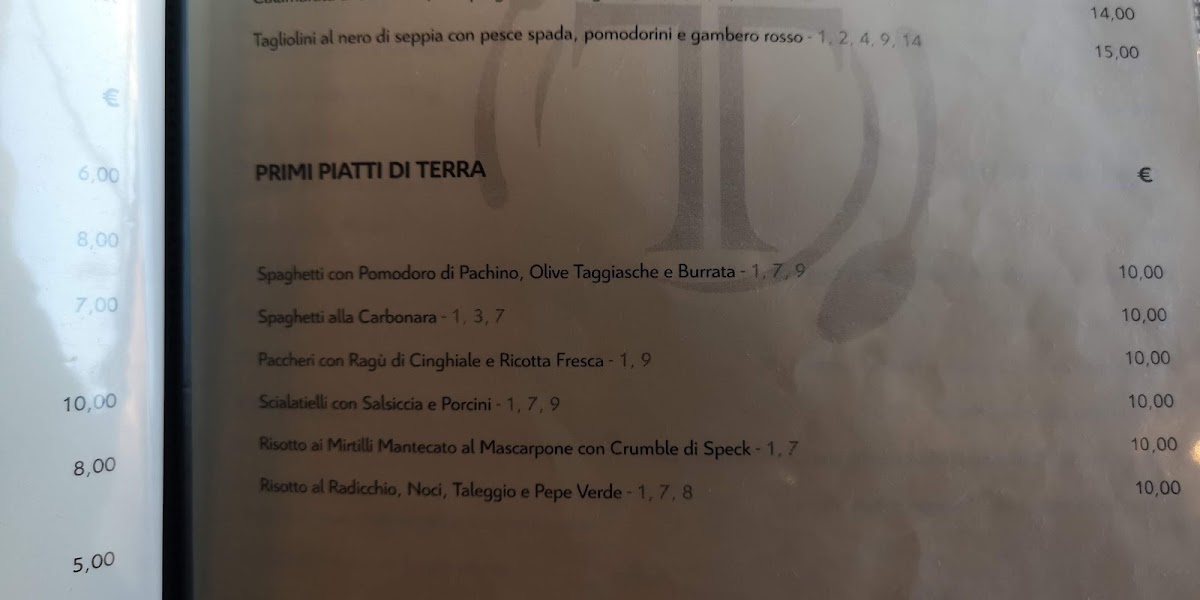 €
6,00
8,00
7,00
10,00
8,00
5,00
14,00
Tagliolini al nero di seppia con pesce spada, pomodorini e gambero rosso - 1, 2, 4, 9, 14 15,00
PRIMI PIATTI DI TERRA €
Spaghetti con Pomodoro di Pachino, Olive Taggiasche e Burrata - 1, 7, 9 10,00
Spaghetti alla Carbonara - 1, 3, 7 10,00
Paccheri con Ragù di Cinghiale e Ricotta Fresca - 1, 9 10,00
Scialatielli con Salsiccia e Porcini - 1, 7, 9 10,00
Risotto ai Mirtilli Mantecato al Mascarpone con Crumble di Speck - 1, 7 10,00
Risotto al Radicchio, Noci, Taleggio e Pepe Verde - 1, 7, 8 10,00